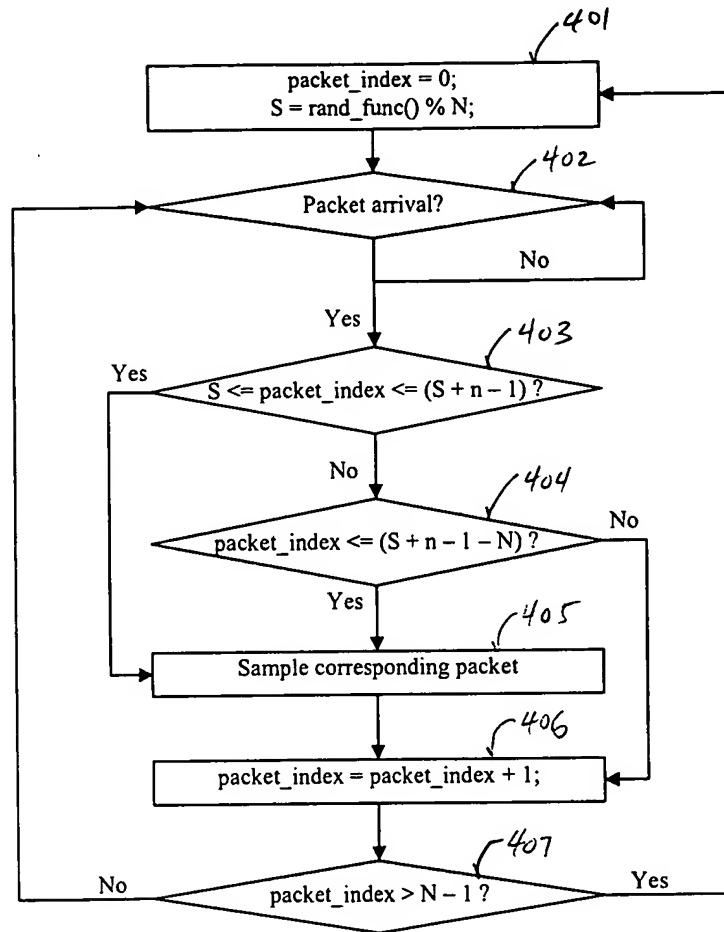 401
packet_index = 0;
S = rand_func() % N;
402
Packet arrival?
No
Yes
403
Yes
S <= packet_index <= (S + n – 1) ?
No
404
No
packet_index <= (S + n – 1 – N) ?
Yes
405
Sample corresponding packet
406
packet_index = packet_index + 1;
407
No
packet_index > N – 1 ?
Yes